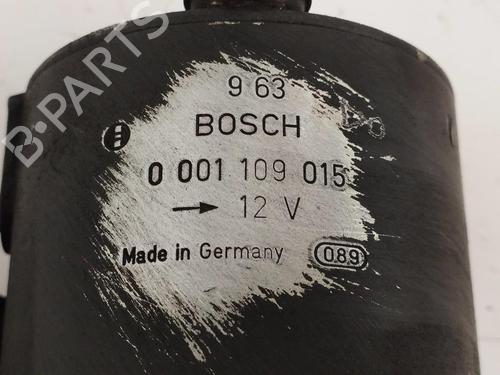 B-PARTS
9 63
BOSCH
0 001 109 015
→ 12 V
Made in Germany 089